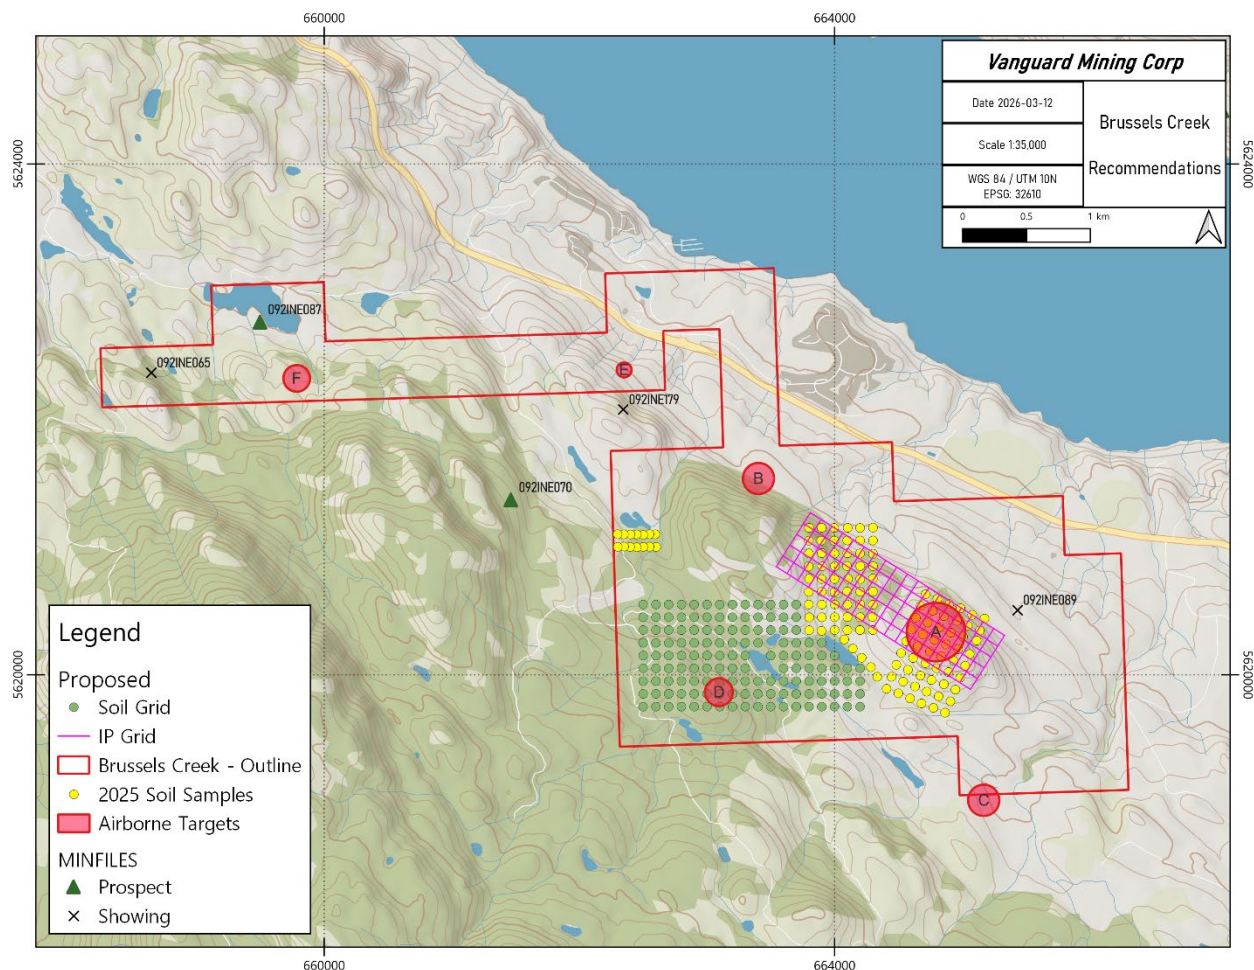 660000
664000
Vanguard Mining Corp
Date 2026-03-12
Scale 1:35,000
WGS 84 / UTM 10N
EPSG: 32610
Brussels Creek
Recommendations
0 0.5 1 km
5624000
5624000
092INE087
092INE065
F
E
092INE179
B
092INE070
092INE089
A
5620000
5620000
D
C
Legend
Proposed
Soil Grid
IP Grid
Brussels Creek - Outline
2025 Soil Samples
Airborne Targets
MINFILES
Prospect
Showing
660000
664000